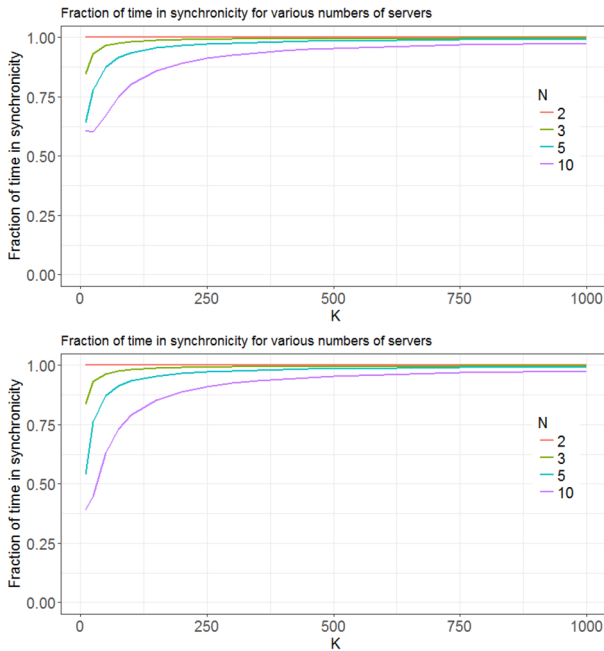 Fraction of time in synchronicity for various numbers of servers
Fraction of time in synchronicity
1.00
0.75
0.50
0.25
0.00
N
2
3
5
10
0 250 500 750 1000
K
Fraction of time in synchronicity for various numbers of servers
Fraction of time in synchronicity
1.00
0.75
0.50
0.25
0.00
N
2
3
5
10
0 250 500 750 1000
K